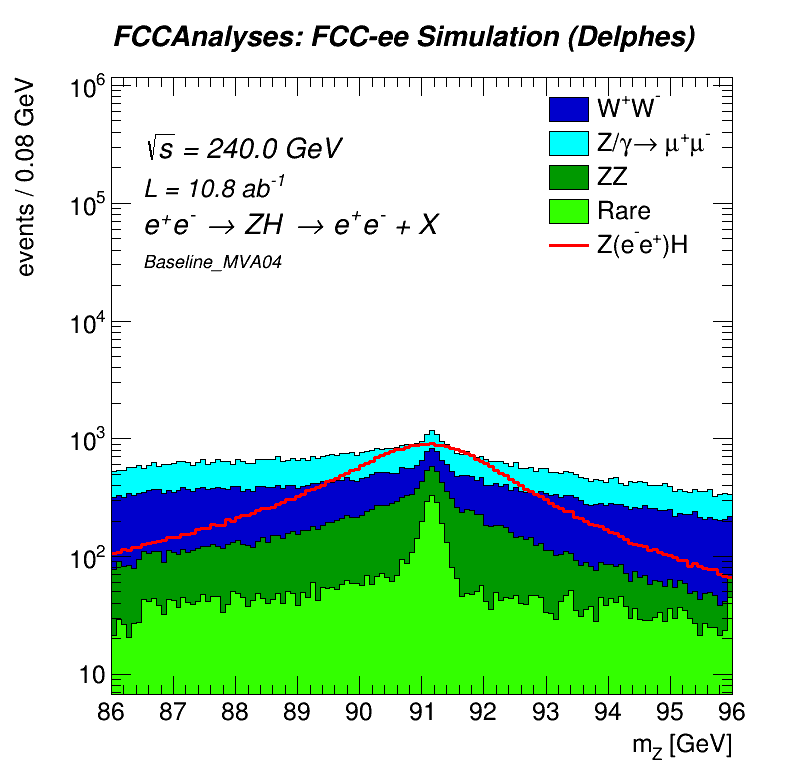 FCCAnalyses: FCC-ee Simulation (Delphes)
events / 0.08 GeV
10⁶
10⁵
10⁴
10³
10²
10
√s = 240.0 GeV
L = 10.8 ab⁻¹
e⁺e⁻ → ZH → e⁺e⁻ + X
Baseline_MVA04
W⁺W⁻
Z/γ→ μ⁺μ⁻
ZZ
Rare
Z(e⁻e⁺)H
86 87 88 89 90 91 92 93 94 95 96
m_Z [GeV]